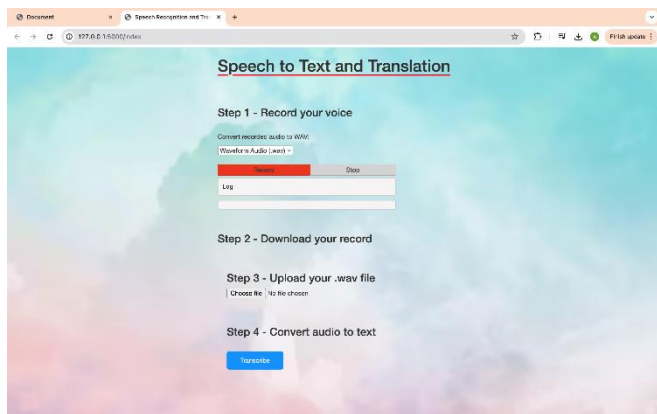 Document
Speech Recognition and Tra
127.0.0.1:5000/index
Finish update
Speech to Text and Translation
Step 1 - Record your voice
Convert recorded audio to WAV:
Waveform Audio (.wav)
Record Stop
Log
Step 2 - Download your record
Step 3 - Upload your .wav file
Choose file No file chosen
Step 4 - Convert audio to text
Transcribe